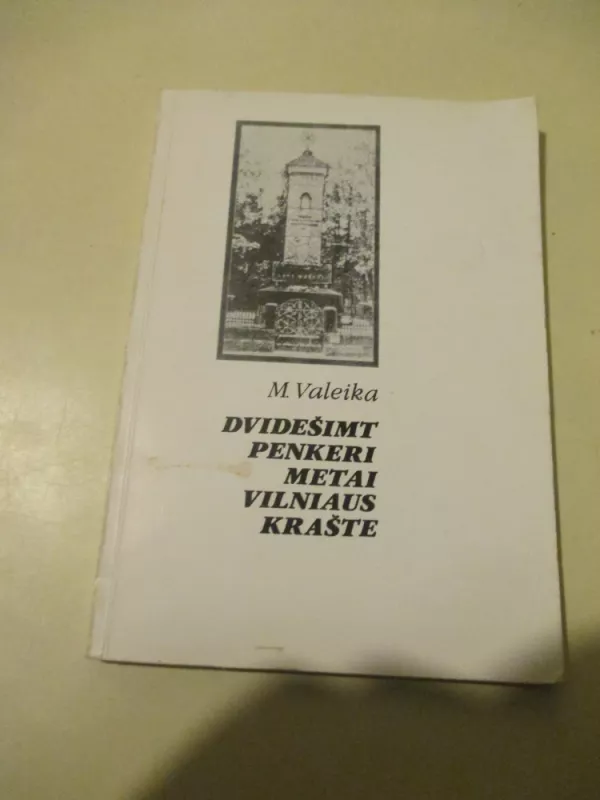 M. Valeika
DVIDEŠIMT
PENKERI
METAI
VILNIAUS
KRAŠTE